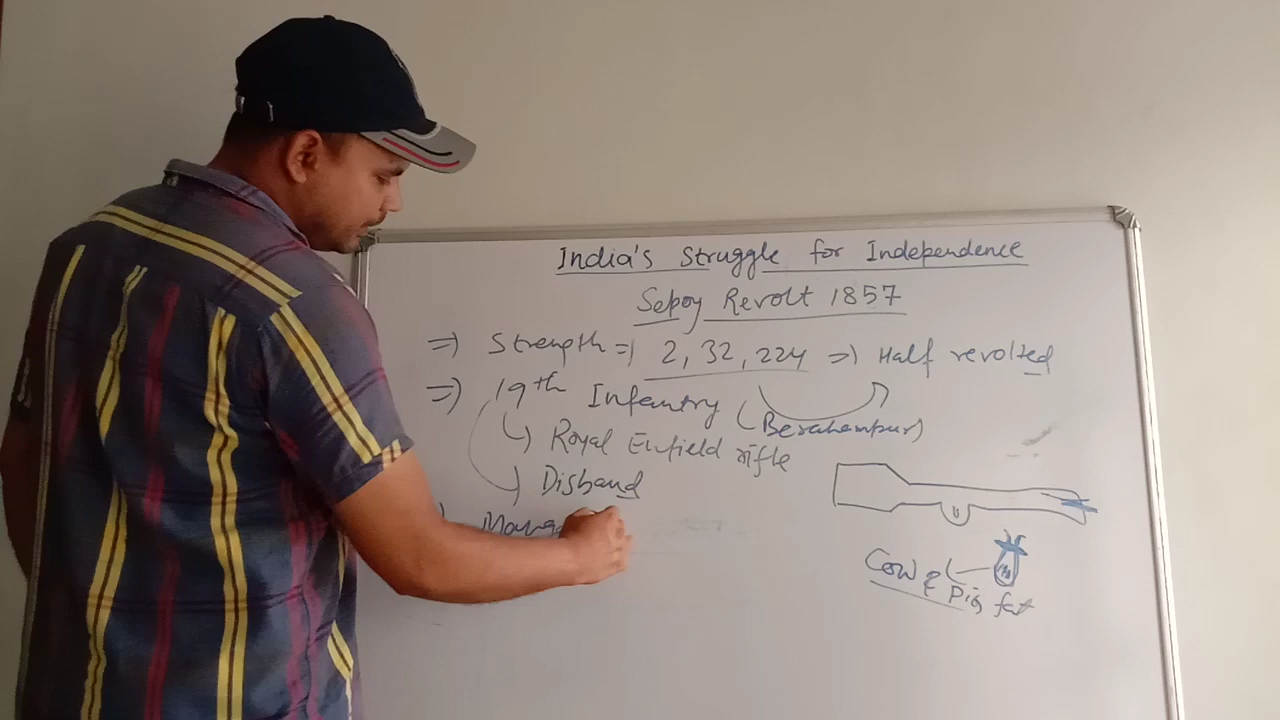 India's Struggle for Independence
Sepoy Revolt 1857
=) Strength =) 2,32,224 =) Half revolted
=) 19th Infantry (Berahempur)
Royal Enfield rifle
Disband
Cow & Pig fat